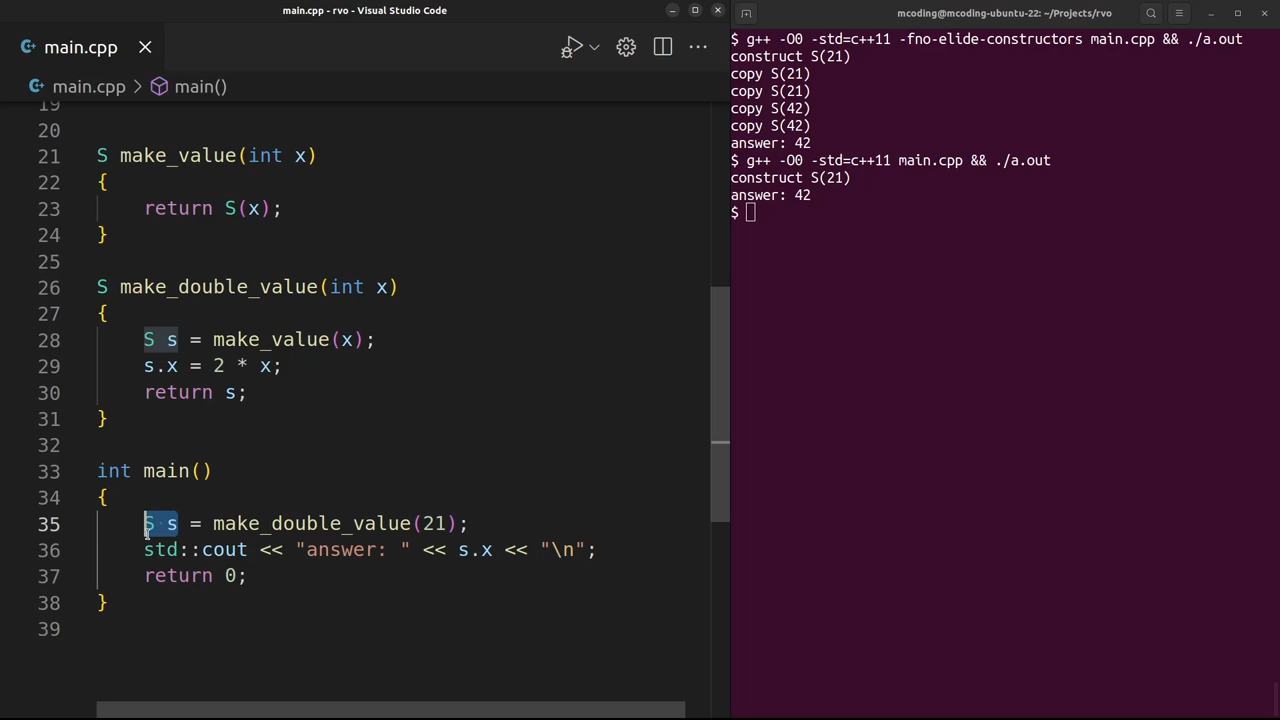 main.cpp - rvo - Visual Studio Code
main.cpp
main.cpp > main()
19
20
21 S make_value(int x)
22 {
23 return S(x);
24 }
25
26 S make_double_value(int x)
27 {
28 S s = make_value(x);
29 s.x = 2 * x;
30 return s;
31 }
32
33 int main()
34 {
35 S s = make_double_value(21);
36 std::cout << "answer: " << s.x << "\n";
37 return 0;
38 }
39
mcoding@mcoding-ubuntu-22: ~/Projects/rvo
$ g++ -O0 -std=c++11 -fno-elide-constructors main.cpp && ./a.out
construct S(21)
copy S(21)
copy S(21)
copy S(42)
copy S(42)
answer: 42
$ g++ -O0 -std=c++11 main.cpp && ./a.out
construct S(21)
answer: 42
$